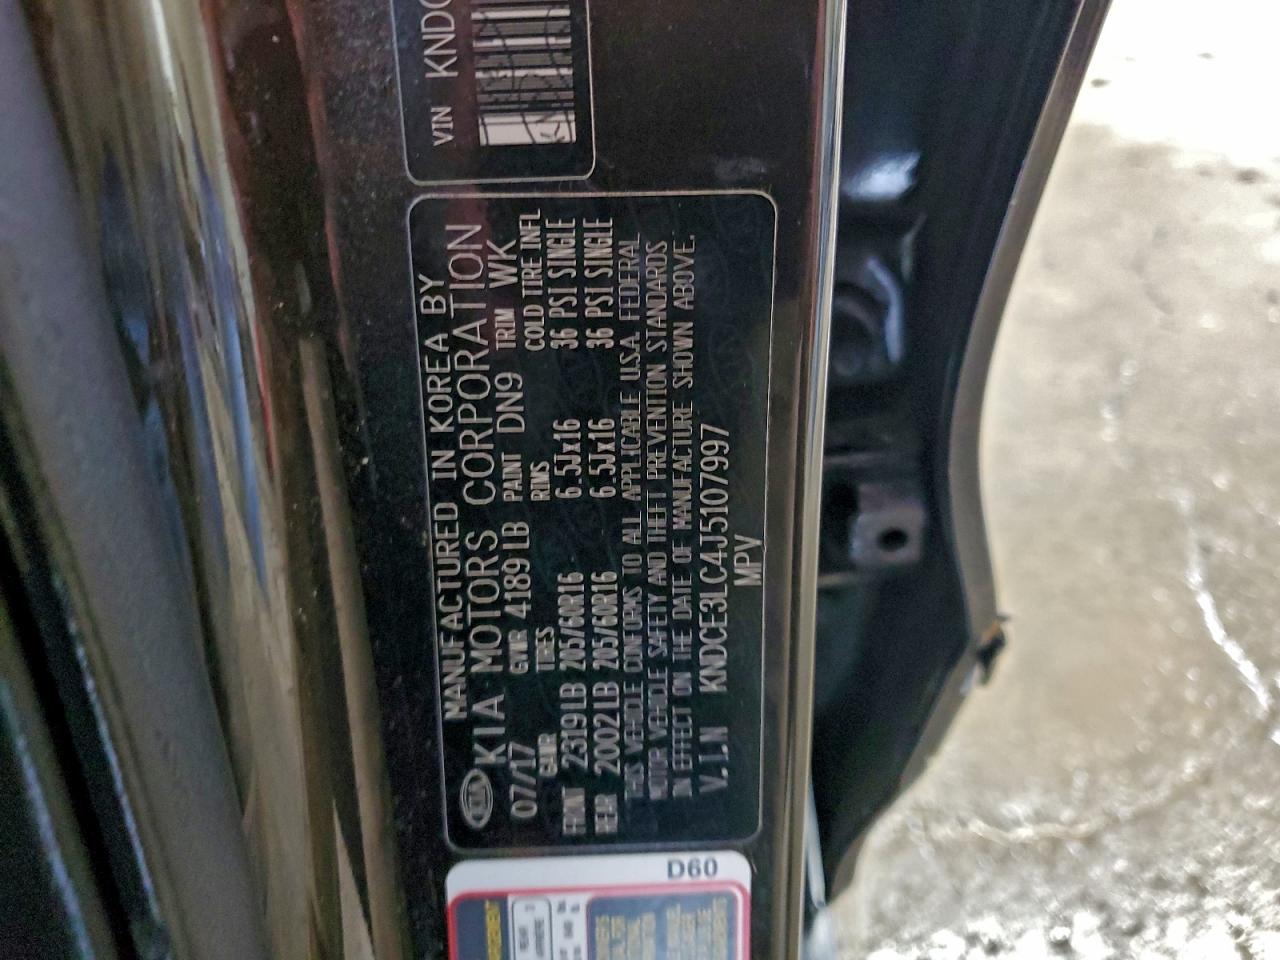 VIN KNDC
MANUFACTURED IN KOREA BY
KIA KIA MOTORS CORPORATION
07/17 GVWR 4189LB PAINT DN9 TRIM WK
GAWR TIRES RIMS COLD TIRE INFL
FRONT 2319LB 205/60R16 6.5Jx16 36 PSI SINGLE
REAR 2002LB 205/60R16 6.5Jx16 36 PSI SINGLE
THIS VEHICLE CONFORMS TO ALL APPLICABLE U.S.A. FEDERAL
MOTOR VEHICLE SAFETY AND THEFT PREVENTION STANDARDS
IN EFFECT ON THE DATE OF MANUFACTURE SHOWN ABOVE.
V.I.N KNDCE3LC4J5107997
MPV
D60